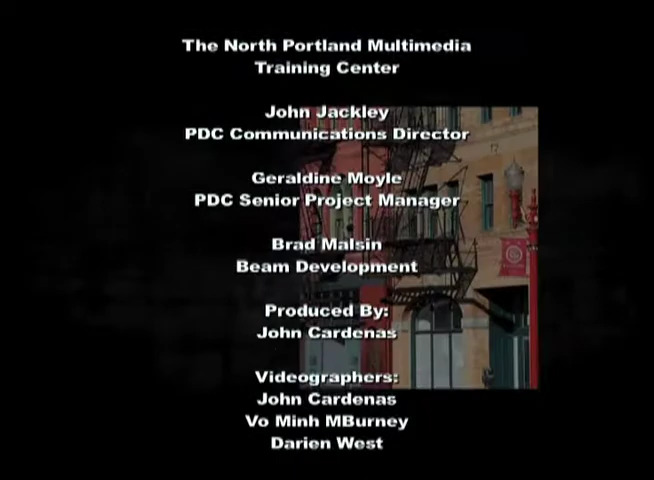 The North Portland Multimedia
Training Center
John Jackley
PDC Communications Director
Geraldine Moyle
PDC Senior Project Manager
Brad Malsin
Beam Development
Produced By:
John Cardenas
Videographers:
John Cardenas
Vo Minh MBurney
Darien West